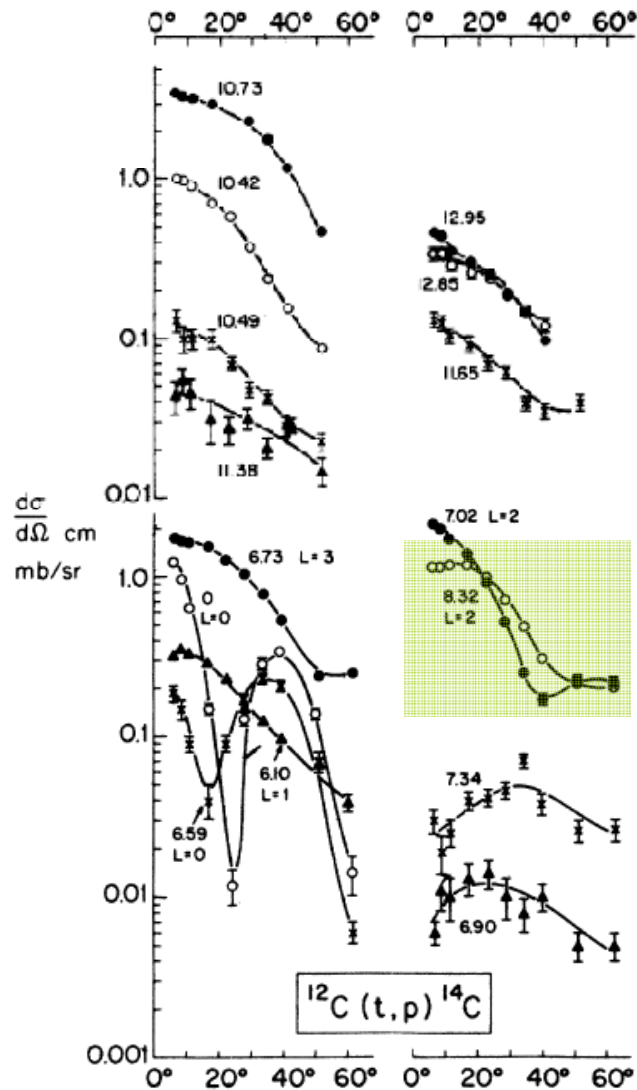 0° 20° 40° 60° 0° 20° 40° 60°
10.73
1.0
10.42
12.95
12.85
10.49
0.1
11.65
11.38
0.01
dσ
dΩ cm
mb/sr
7.02 L=2
6.73 L=3
1.0
0
L=0
8.32
L=2
0.1
6.10
L=1
6.59
L=0
7.34
0.01
6.90
¹²C (t,p) ¹⁴C
0.001
0° 20° 40° 60° 0° 20° 40° 60°